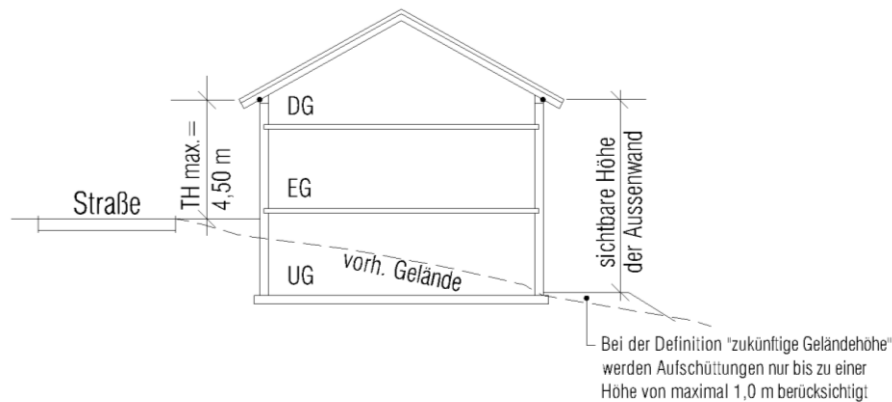 DG
TH max. =
4,50 m
EG
Straße
sichtbare Höhe
der Aussenwand
vorh. Gelände
UG
Bei der Definition "zukünftige Geländehöhe"
werden Aufschüttungen nur bis zu einer
Höhe von maximal 1,0 m berücksichtigt